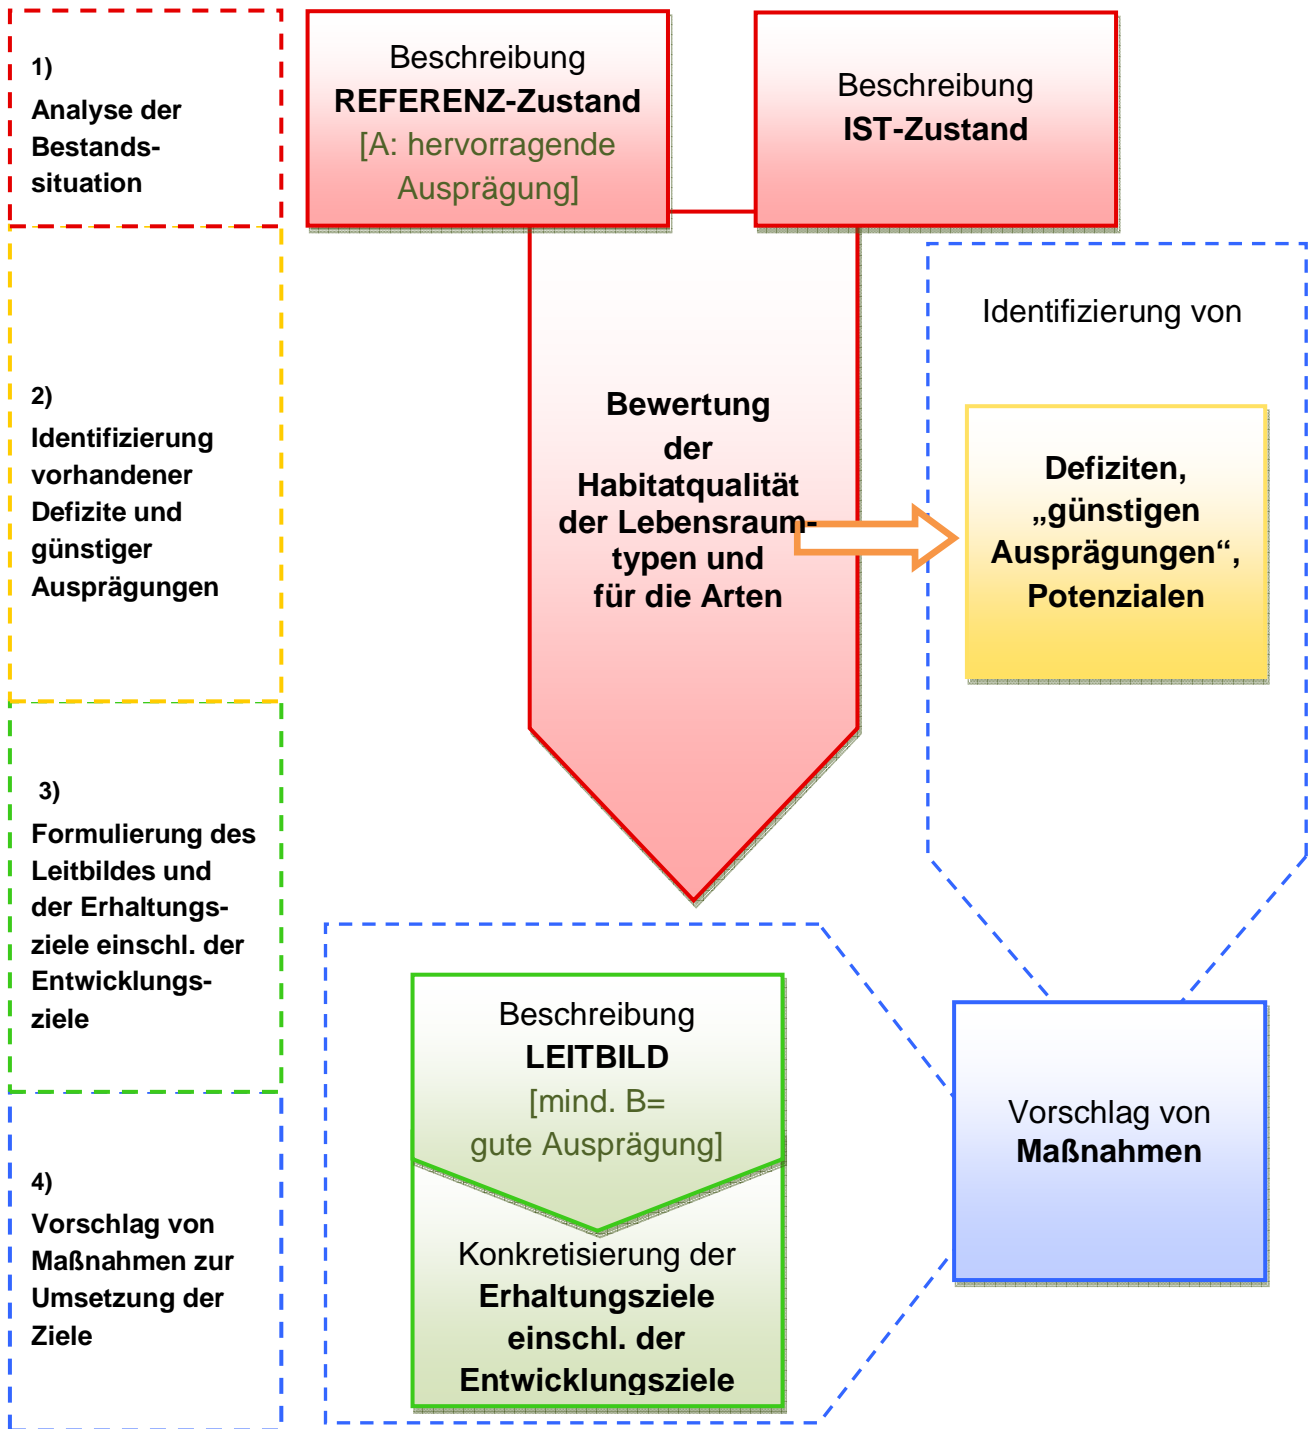 1)
Analyse der
Bestands-
situation
Beschreibung
REFERENZ-Zustand
[A: hervorragende
Ausprägung]
Beschreibung
IST-Zustand
2)
Identifizierung
vorhandener
Defizite und
günstiger
Ausprägungen
Bewertung
der
Habitatqualität
der Lebensraum-
typen und
für die Arten
Identifizierung von
Defiziten,
„günstigen
Ausprägungen“,
Potenzialen
3)
Formulierung des
Leitbildes und
der Erhaltungs-
ziele einschl. der
Entwicklungs-
ziele
Beschreibung
LEITBILD
[mind. B=
gute Ausprägung]
Konkretisierung der
Erhaltungsziele
einschl. der
Entwicklungsziele
4)
Vorschlag von
Maßnahmen zur
Umsetzung der
Ziele
Vorschlag von
Maßnahmen